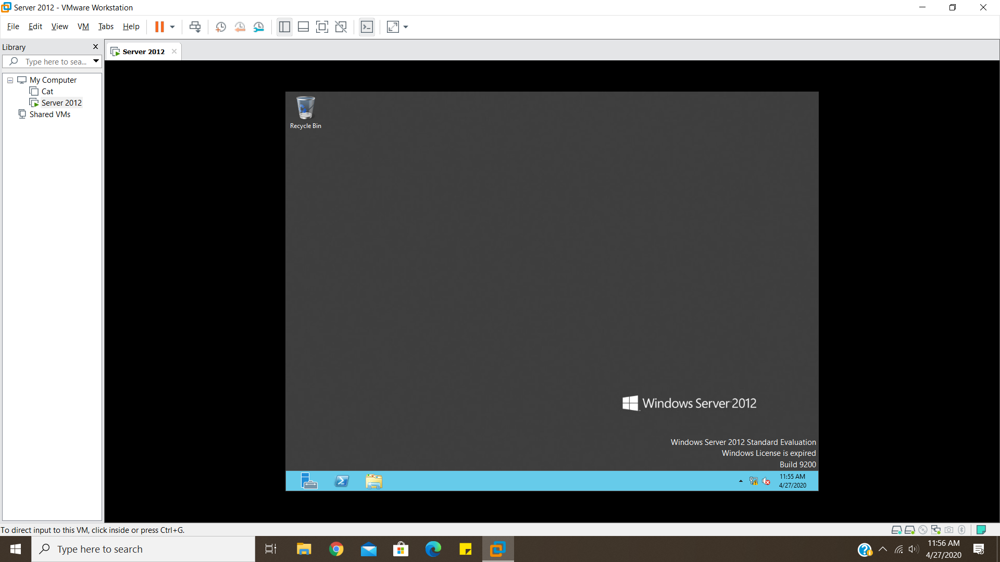 Server 2012 - VMware Workstation
File Edit View VM Tabs Help
Library
Server 2012
Type here to sea...
My Computer
Cat
Server 2012
Shared VMs
Recycle Bin
Windows Server 2012
Windows Server 2012 Standard Evaluation
Windows License is expired
Build 9200
11:55 AM
4/27/2020
To direct input to this VM, click inside or press Ctrl+G.
Type here to search
11:56 AM
4/27/2020